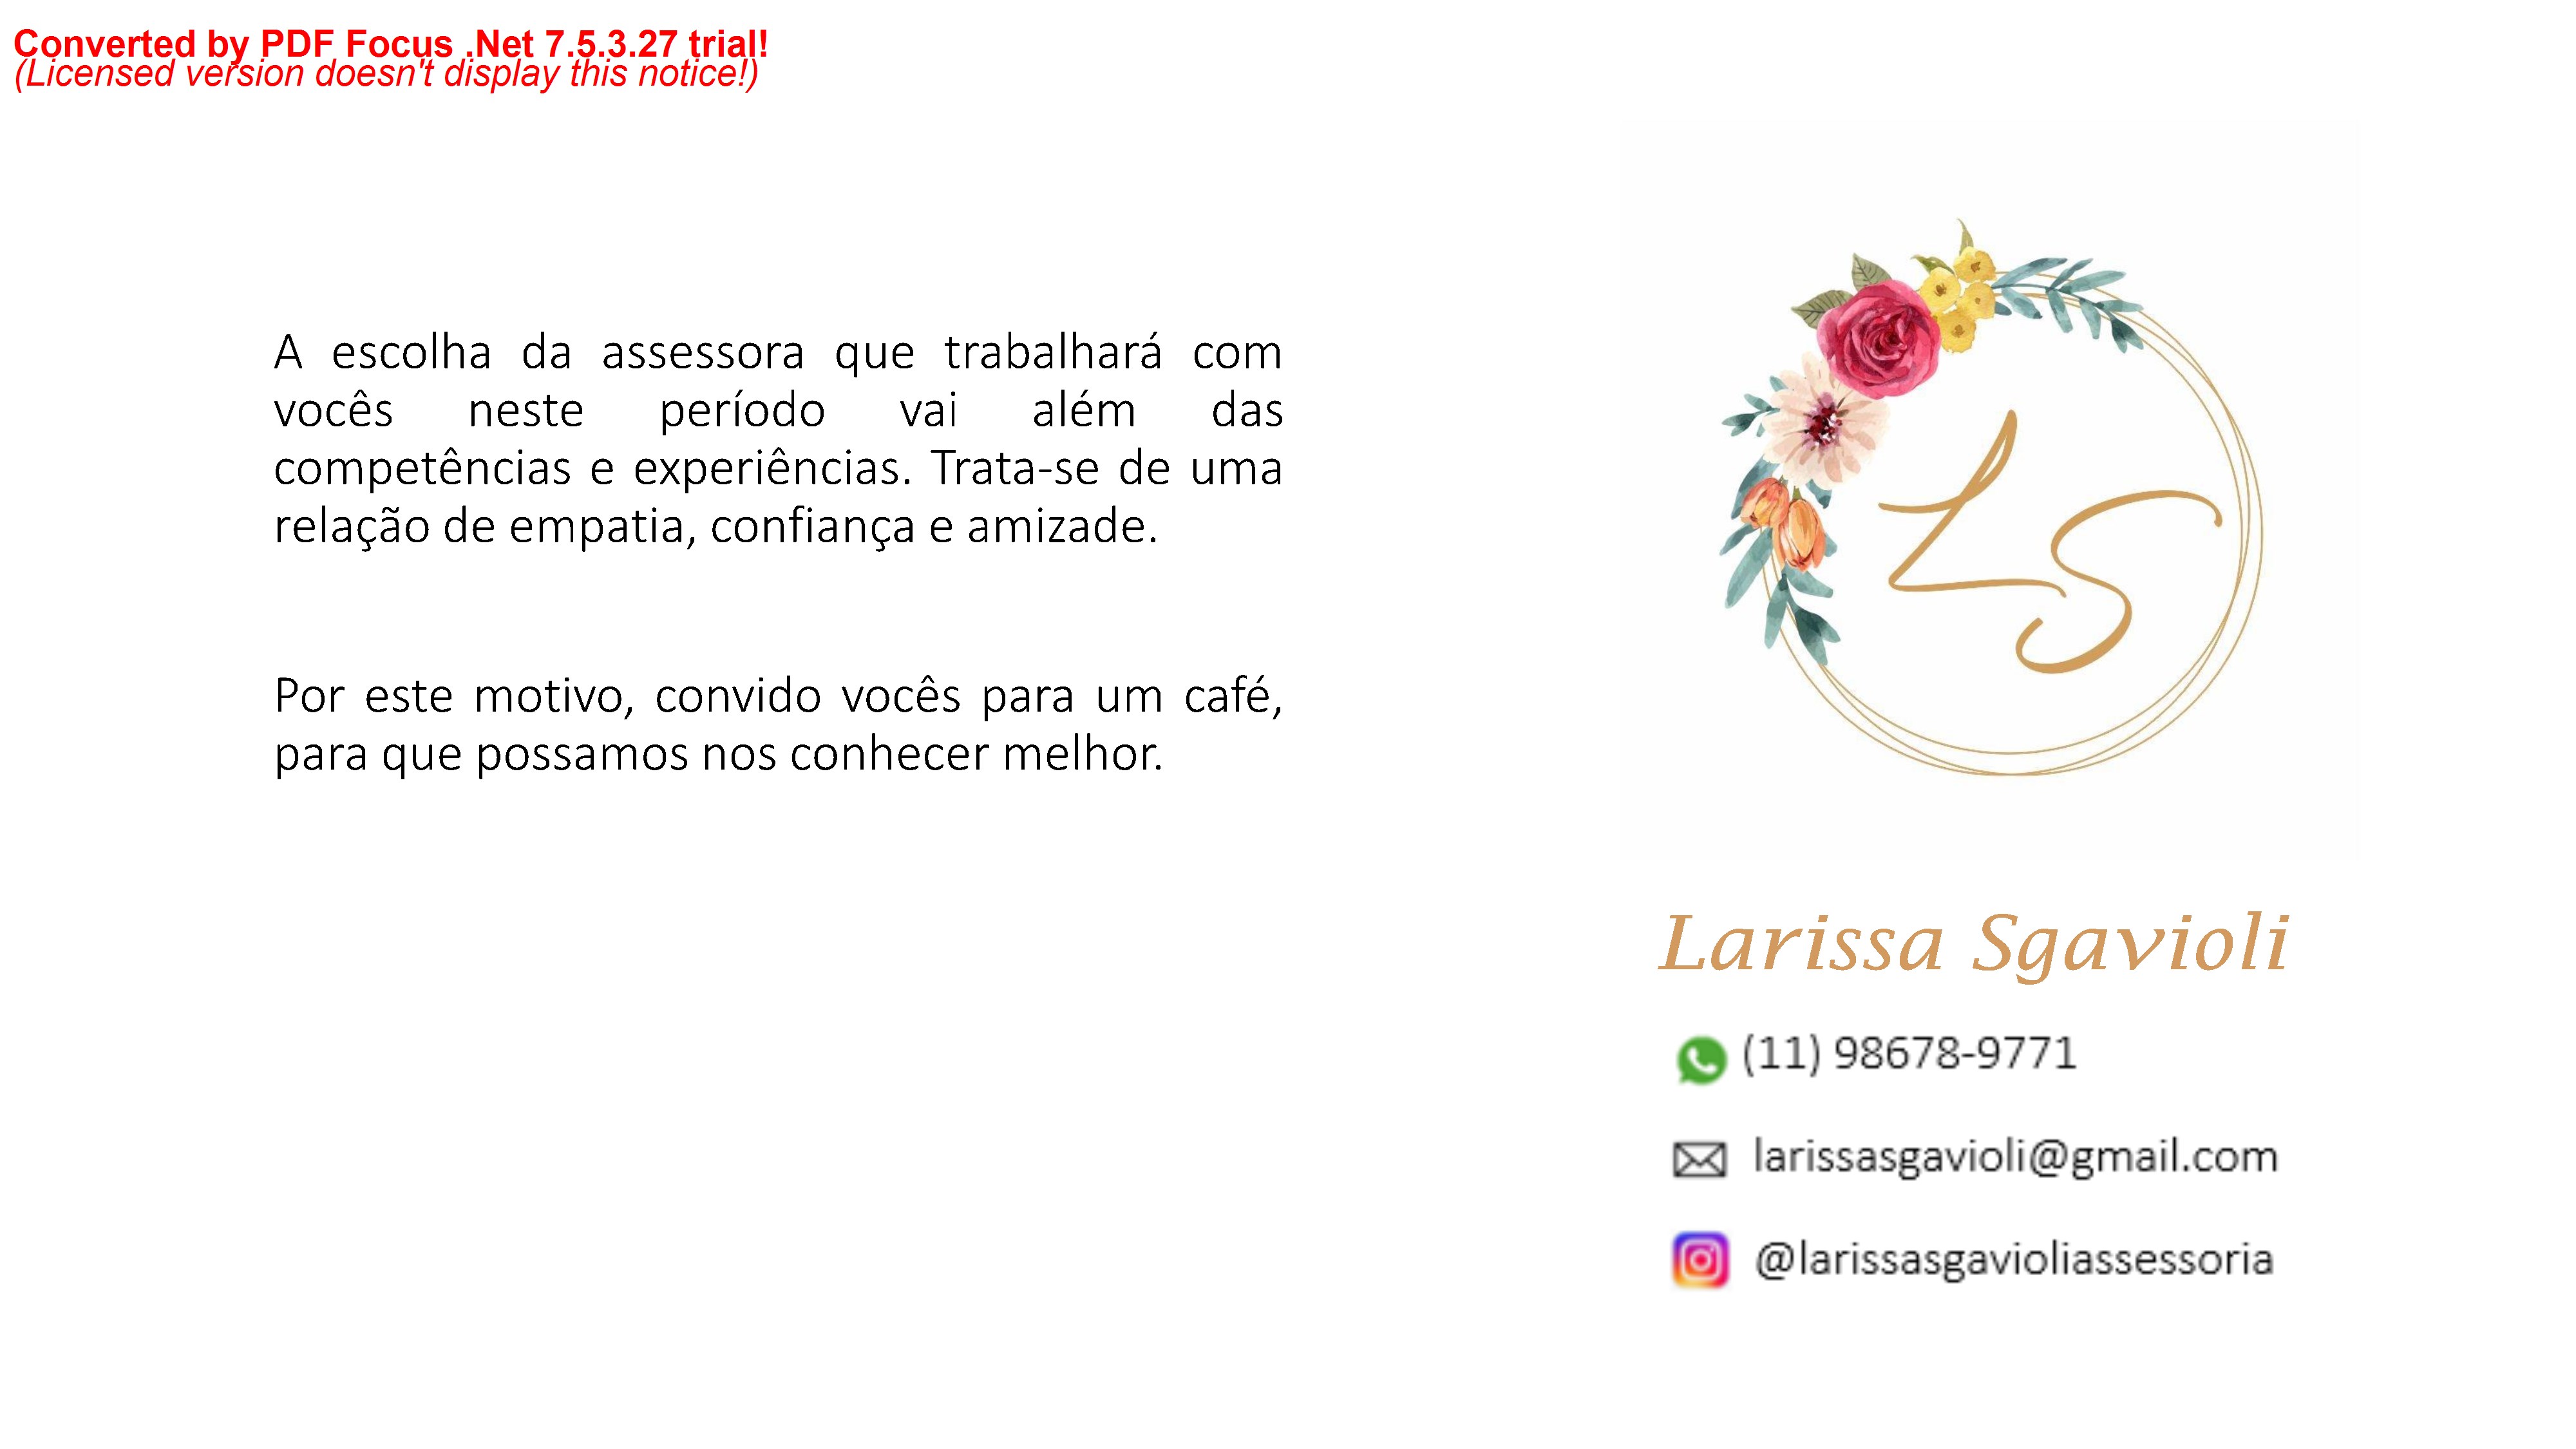 Converted by PDF Focus .Net 7.5.3.27 trial!
(Licensed version doesn't display this notice!)
A escolha da assessora que trabalhará com
vocês neste período vai além das
competências e experiências. Trata-se de uma
relação de empatia, confiança e amizade.
Por este motivo, convido vocês para um café,
para que possamos nos conhecer melhor.
LS
Larissa Sgavioli
(11) 98678-9771
larissasgavioli@gmail.com
@larissasgavioliassessoria